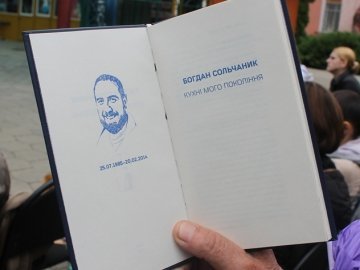 25.07.1985–20.02.2014
БОГДАН СОЛЬЧАНИК
КУХНІ МОГО ПОКОЛІННЯ